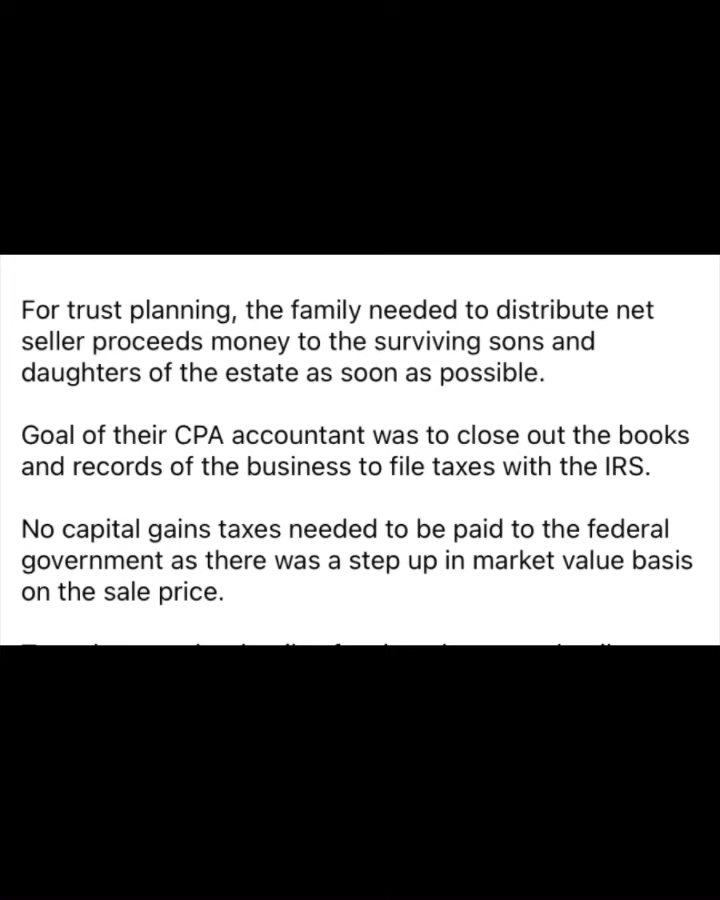 For trust planning, the family needed to distribute net
seller proceeds money to the surviving sons and
daughters of the estate as soon as possible.
Goal of their CPA accountant was to close out the books
and records of the business to file taxes with the IRS.
No capital gains taxes needed to be paid to the federal
government as there was a step up in market value basis
on the sale price.